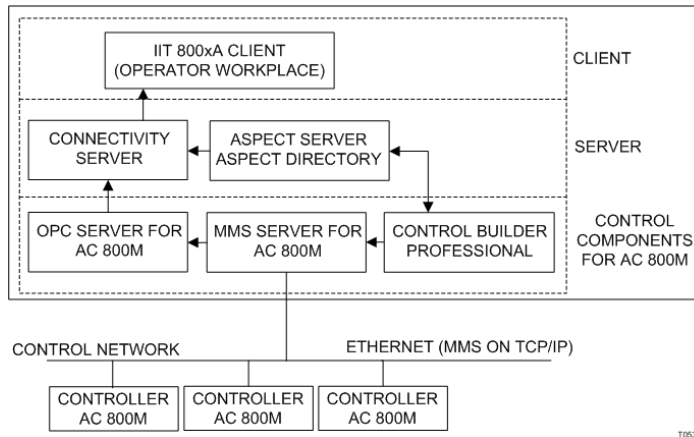 IIT 800xA CLIENT
(OPERATOR WORKPLACE)
CLIENT
CONNECTIVITY
SERVER
ASPECT SERVER
ASPECT DIRECTORY
SERVER
OPC SERVER FOR
AC 800M
MMS SERVER FOR
AC 800M
CONTROL BUILDER
PROFESSIONAL
CONTROL
COMPONENTS
FOR AC 800M
CONTROL NETWORK
ETHERNET (MMS ON TCP/IP)
CONTROLLER
AC 800M
CONTROLLER
AC 800M
CONTROLLER
AC 800M